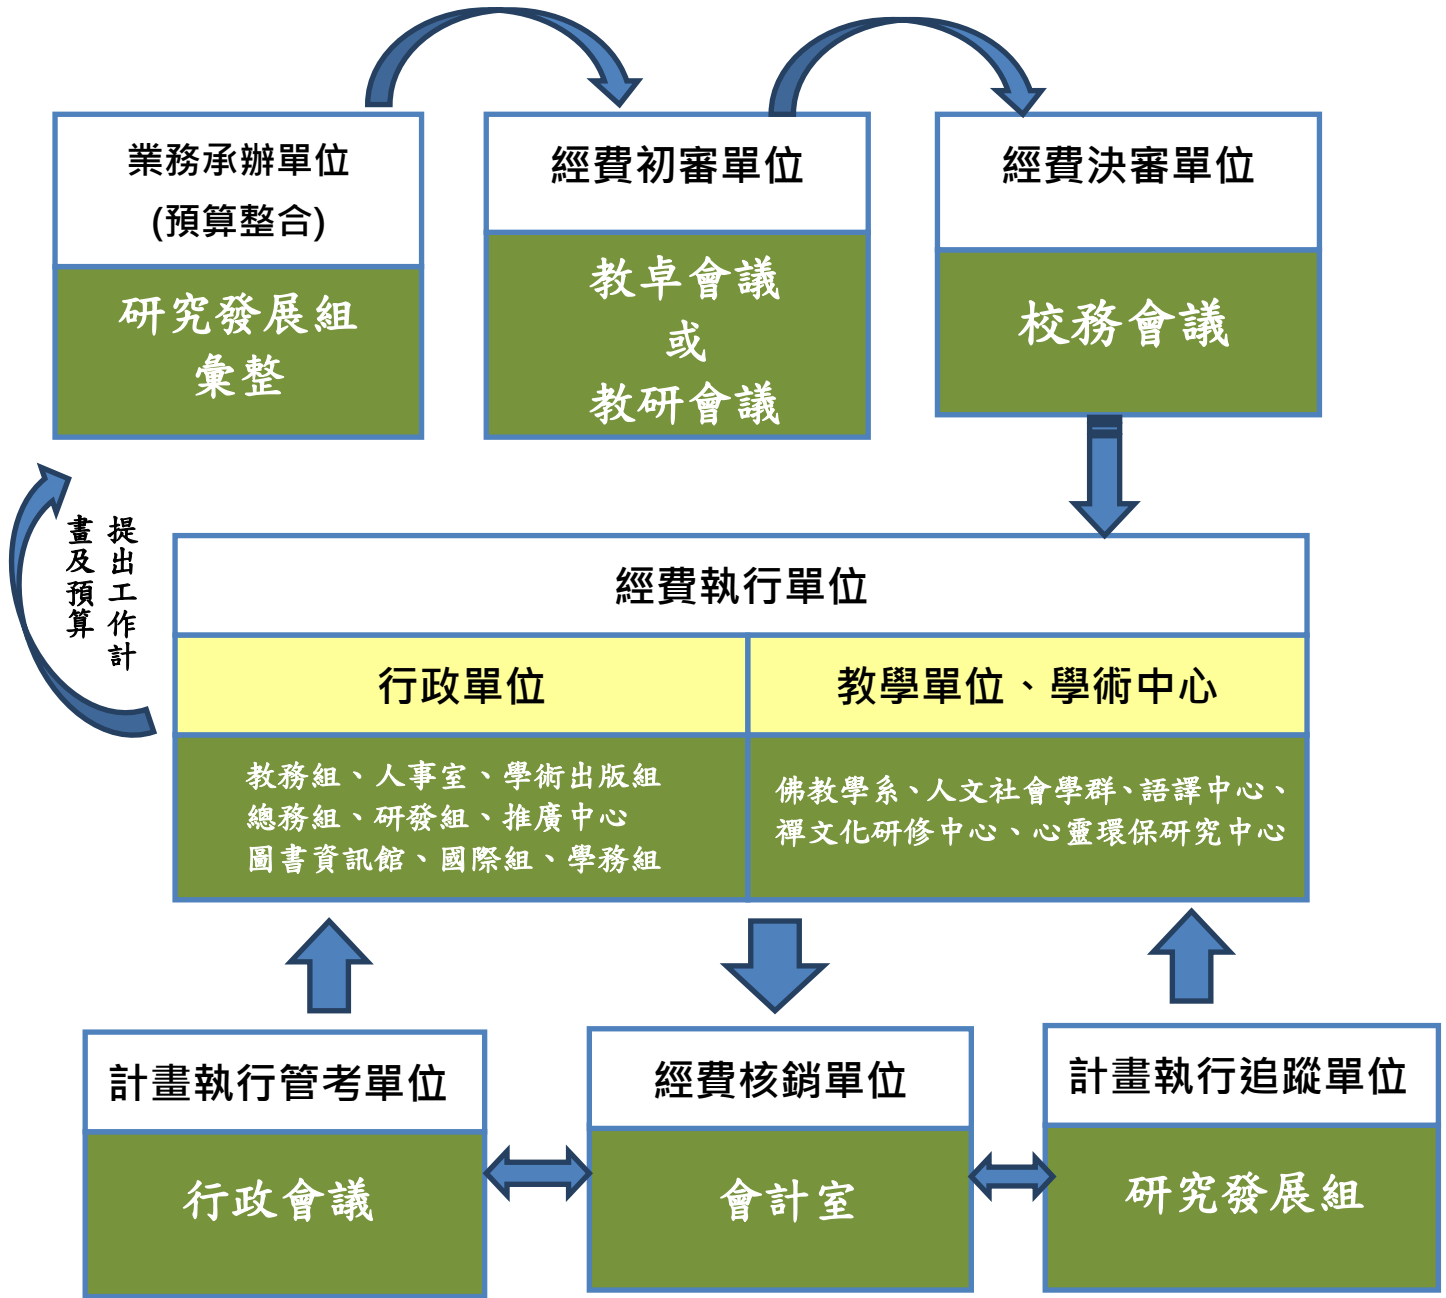 業務承辦單位
(預算整合)
研究發展組
彙整
經費初審單位
教卓會議
或
教研會議
經費決審單位
校務會議
提出工作計
畫及預算
經費執行單位
行政單位
教學單位、學術中心
教務組、人事室、學術出版組
總務組、研發組、推廣中心
圖書資訊館、國際組、學務組
佛教學系、人文社會學群、語譯中心、
禪文化研修中心、心靈環保研究中心
計畫執行管考單位
行政會議
經費核銷單位
會計室
計畫執行追蹤單位
研究發展組